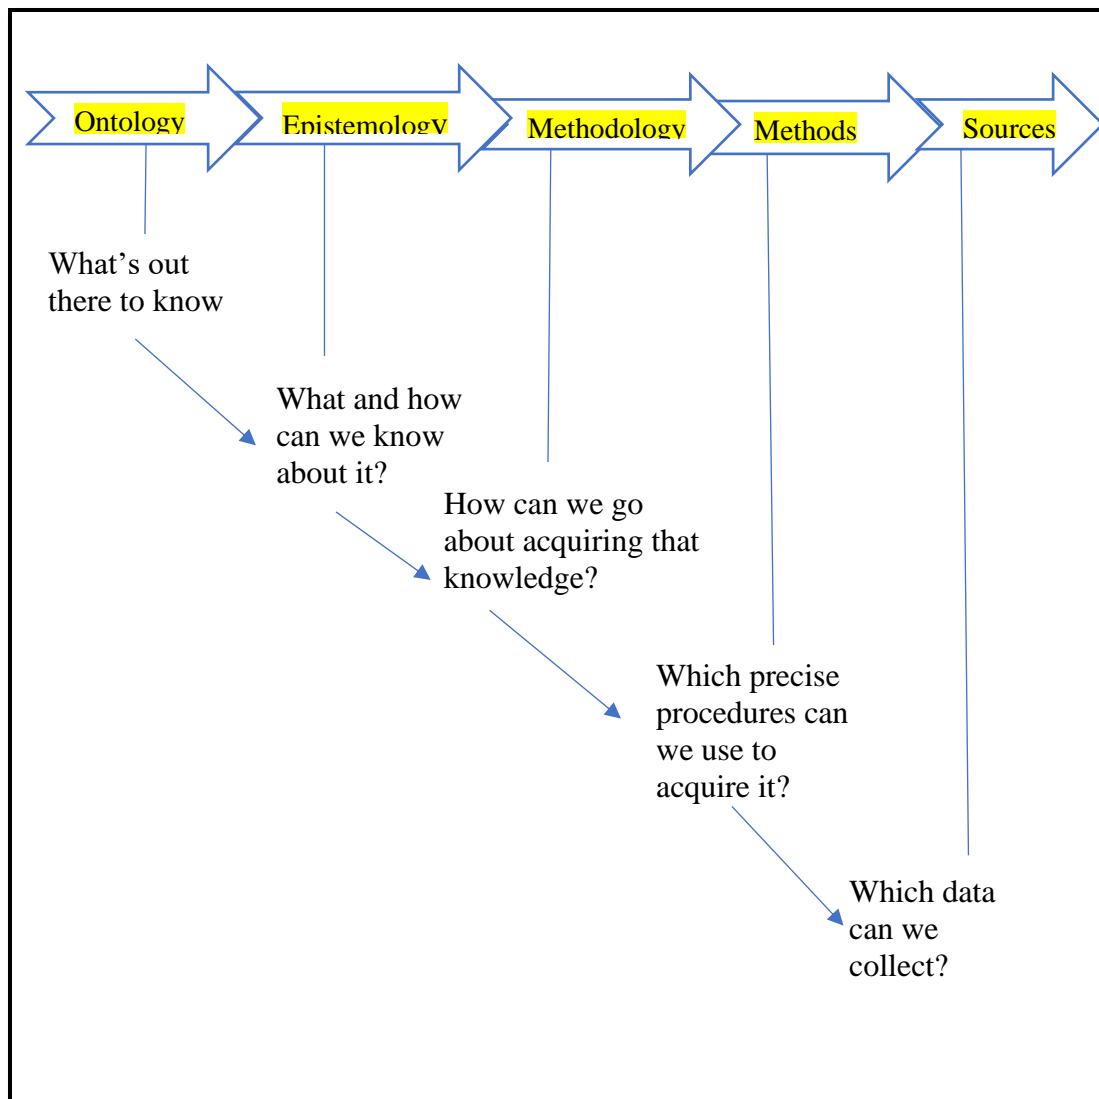 Ontology
Epistemology
Methodology
Methods
Sources
What’s out
there to know
What and how
can we know
about it?
How can we go
about acquiring that
knowledge?
Which precise
procedures can
we use to
acquire it?
Which data
can we
collect?